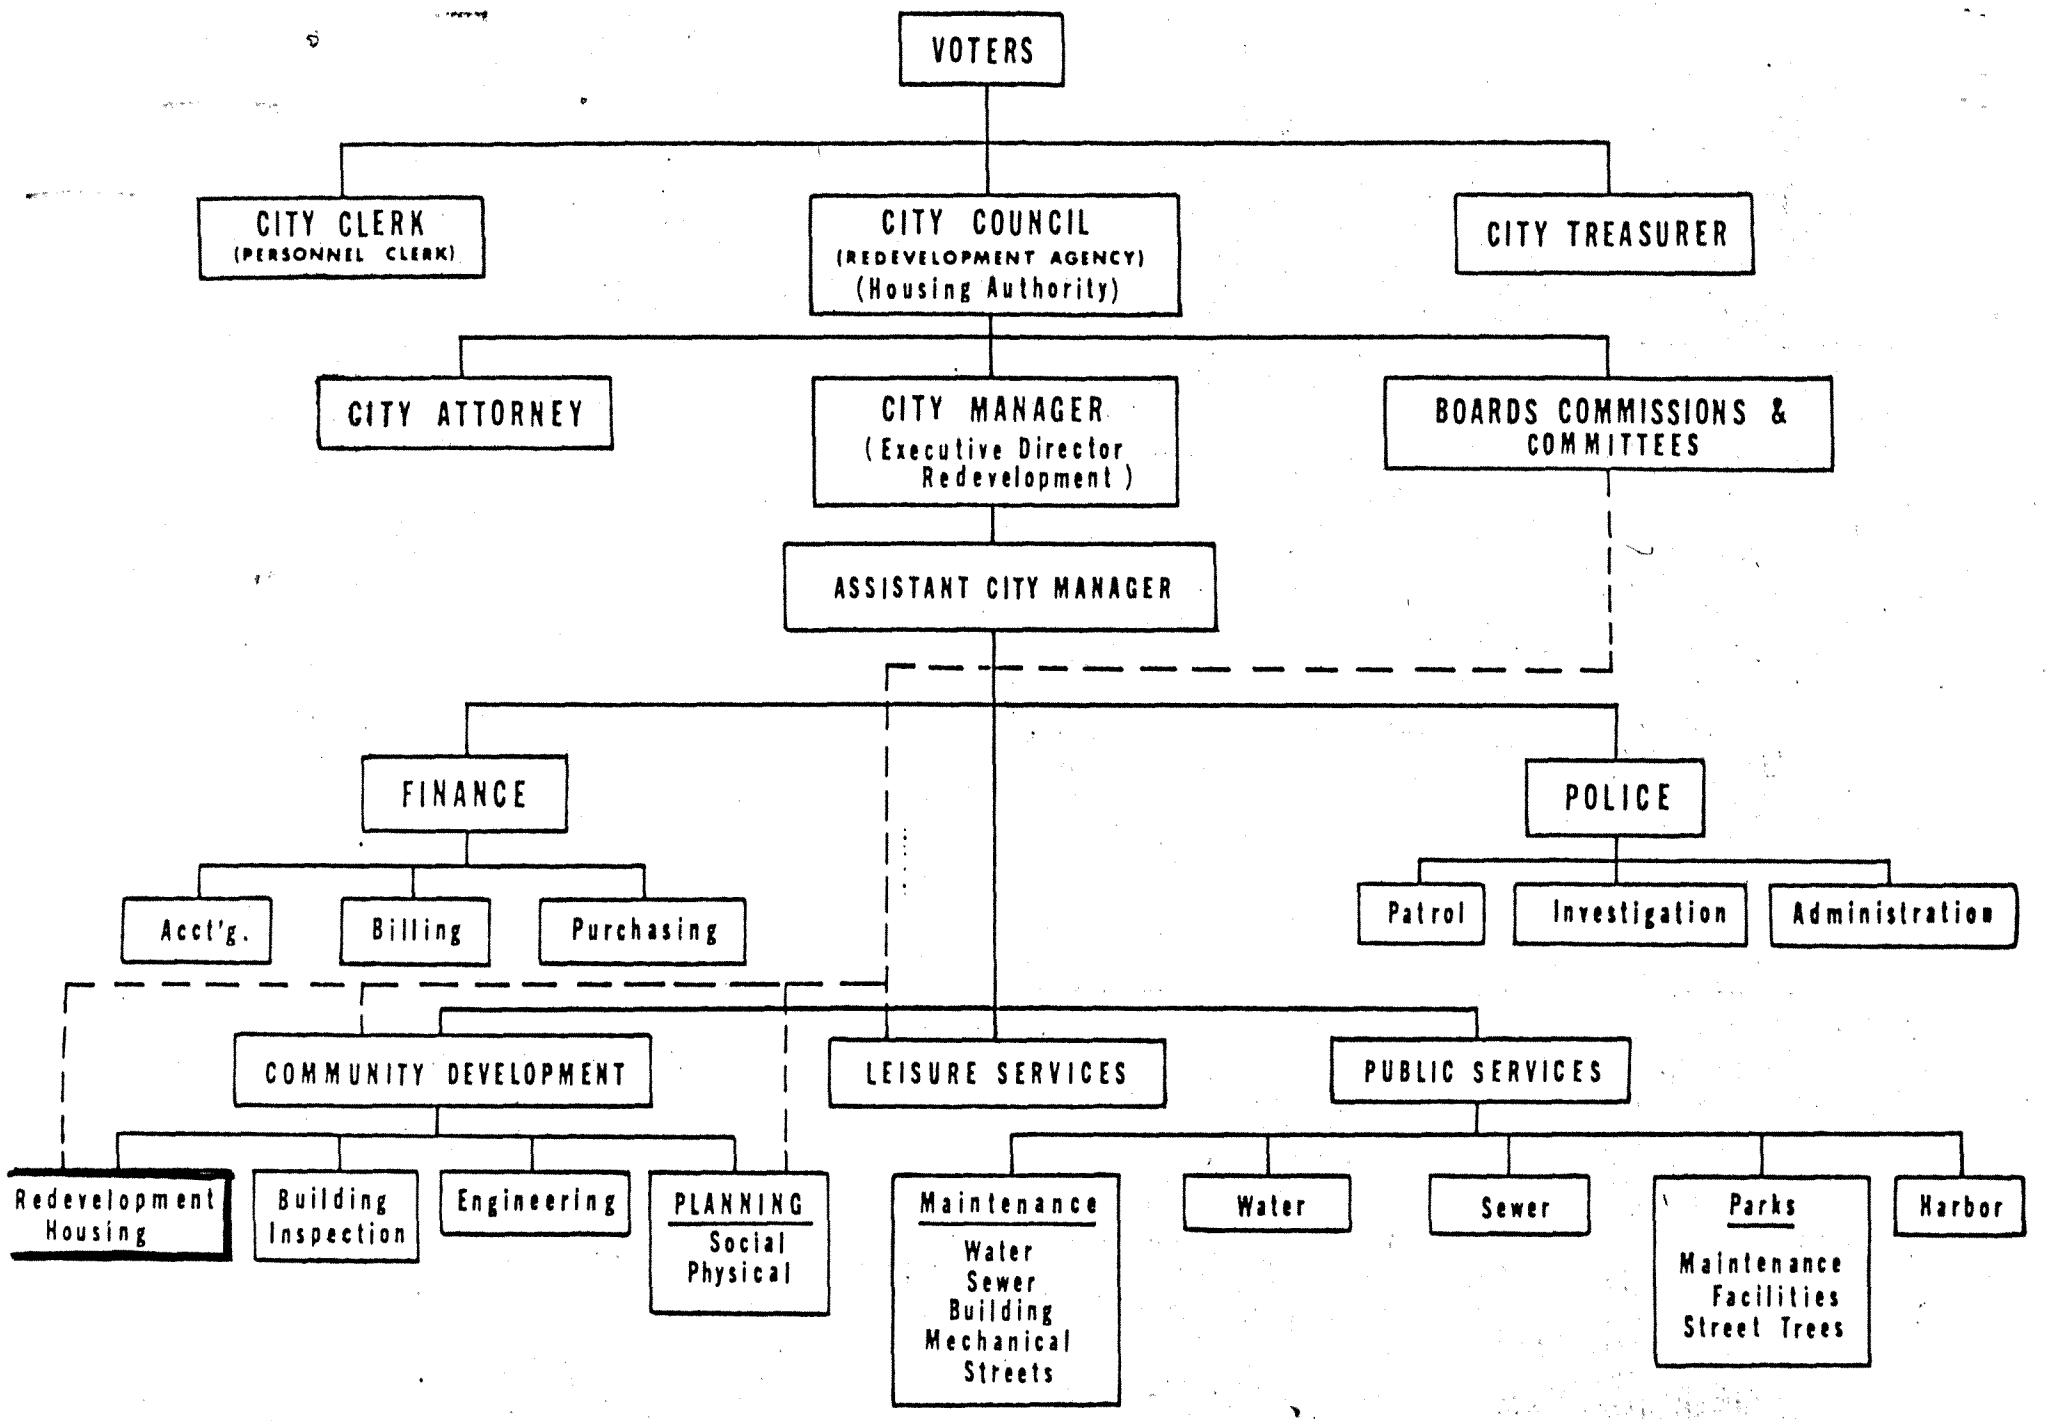 VOTERS
CITY CLERK
(PERSONNEL CLERK)
CITY COUNCIL
(REDEVELOPMENT AGENCY)
(Housing Authority)
CITY TREASURER
CITY ATTORNEY
CITY MANAGER
(Executive Director
Redevelopment)
BOARDS COMMISSIONS &
COMMITTEES
ASSISTANT CITY MANAGER
FINANCE
POLICE
Acct'g.
Billing
Purchasing
Patrol
Investigation
Administration
COMMUNITY DEVELOPMENT
LEISURE SERVICES
PUBLIC SERVICES
Redevelopment
Housing
Building
Inspection
Engineering
PLANNING
Social
Physical
Maintenance
Water
Sewer
Building
Mechanical
Streets
Water
Sewer
Parks
Maintenance
Facilities
Street Trees
Harbor